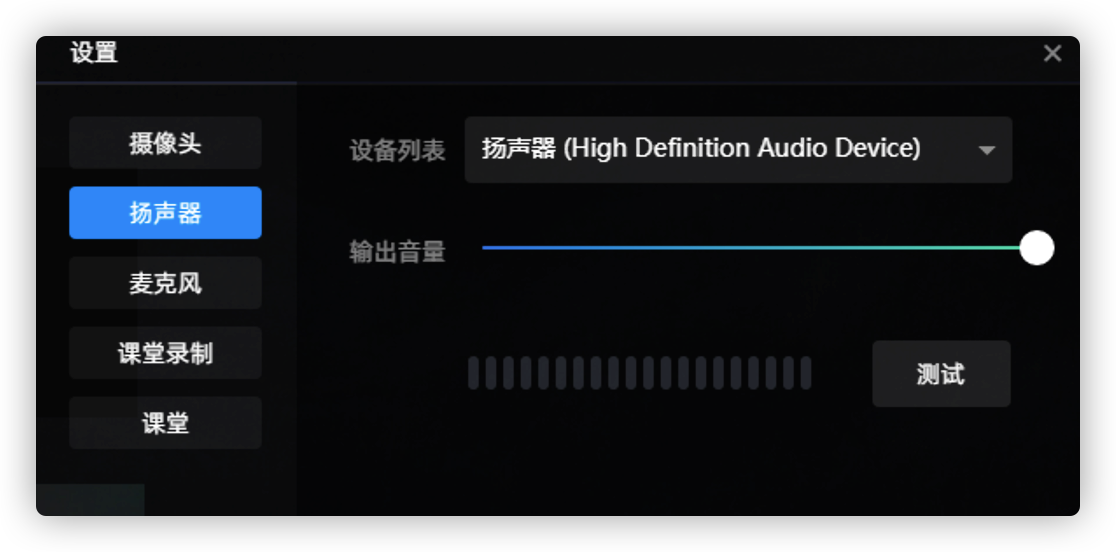 设置
摄像头
扬声器
麦克风
课堂录制
课堂
设备列表 扬声器 (High Definition Audio Device)
输出音量
测试